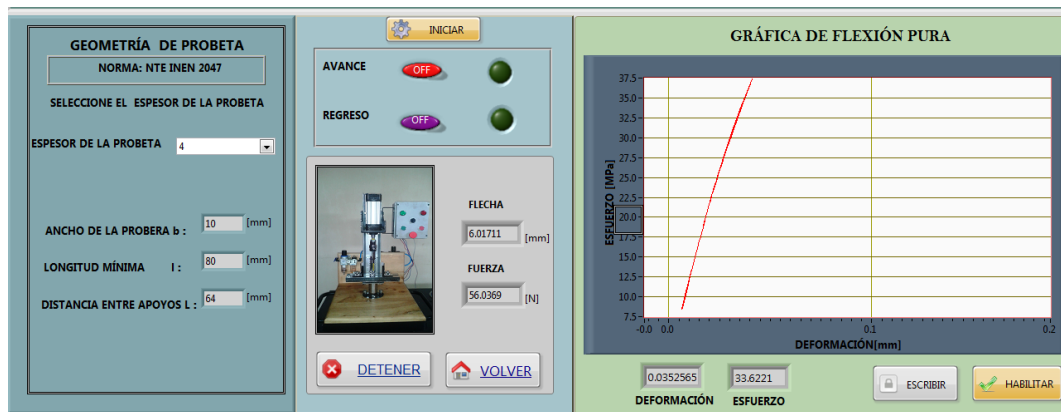 GEOMETRÍA DE PROBETA
NORMA: NTE INEN 2047
SELECCIONE EL ESPESOR DE LA PROBETA
ESPESOR DE LA PROBETA 4
ANCHO DE LA PROBERA b : 10 [mm]
LONGITUD MÍNIMA l : 80 [mm]
DISTANCIA ENTRE APOYOS L : 64 [mm]
INICIAR
AVANCE OFF
REGRESO OFF
FLECHA
6.01711 [mm]
FUERZA
56.0369 [N]
DETENER
VOLVER
GRÁFICA DE FLEXIÓN PURA
ESFUERZO [MPa]
37.5
35.0
32.5
30.0
27.5
25.0
22.5
20.0
17.5
15.0
12.5
10.0
7.5
-0.0 0.0 0.1 0.2
DEFORMACIÓN[mm]
0.0352565 33.6221
DEFORMACIÓN ESFUERZO
ESCRIBIR
HABILITAR